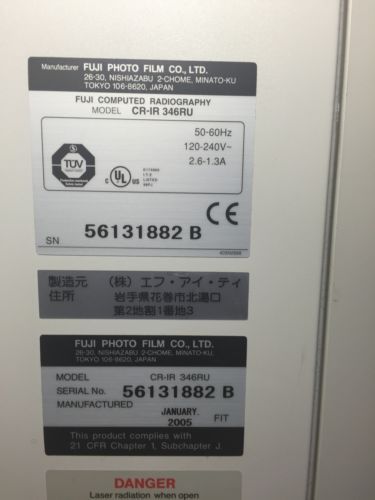 Manufacturer FUJI PHOTO FILM CO., LTD.
26-30, NISHIAZABU 2-CHOME, MINATO-KU
TOKYO 106-8620, JAPAN
FUJI COMPUTED RADIOGRAPHY
MODEL CR-IR 346RU
50-60Hz
120-240V~
2.6-1.3A
TÜV
C UL US
LISTED
CE
SN 56131882 B
製造元 (株) エフ・アイ・ティ
住所 岩手県花巻市北湯口
第2地割1番地3
FUJI PHOTO FILM CO., LTD.
26-30, NISHIAZABU 2-CHOME, MINATO-KU,
TOKYO 106-8620, JAPAN
MODEL CR-IR 346RU
SERIAL No. 56131882 B
MANUFACTURED JANUARY. 2005 FIT
This product complies with
21 CFR Chapter 1, Subchapter J.
DANGER
Laser radiation when open